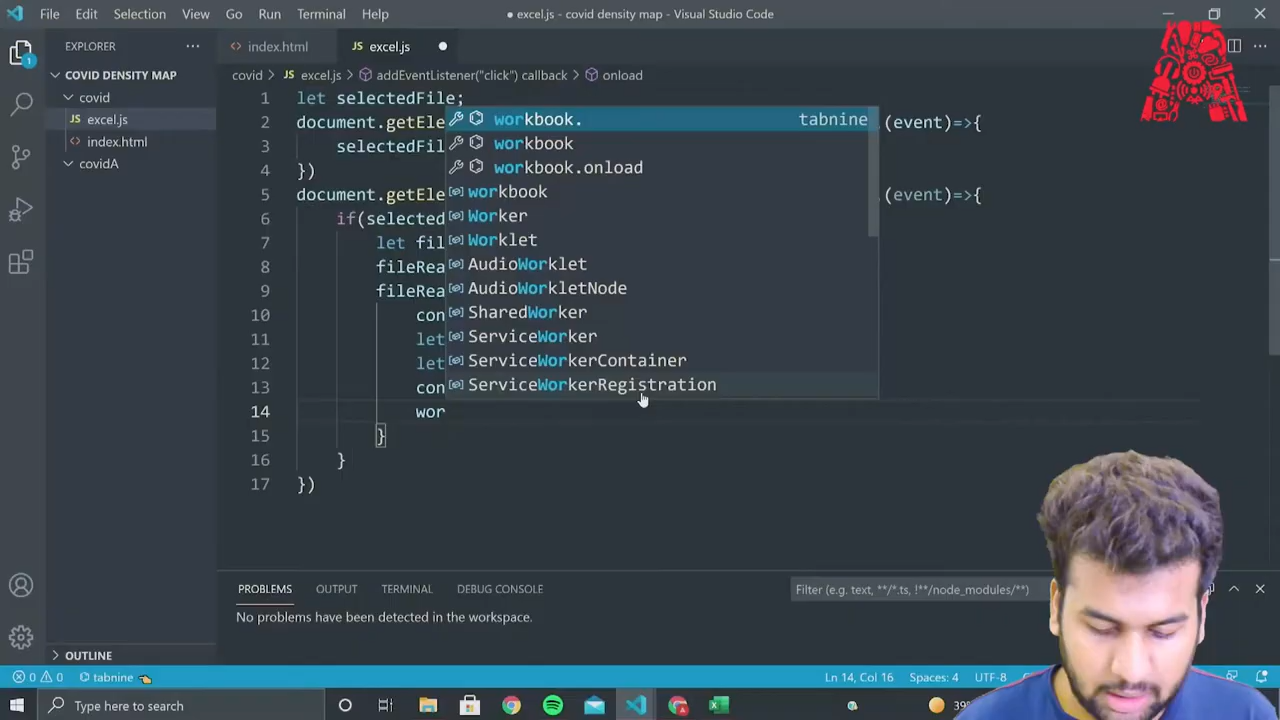 File Edit Selection View Go Run Terminal Help
● excel.js - covid density map - Visual Studio Code
EXPLORER
index.html
JS excel.js
COVID DENSITY MAP
covid > JS excel.js > addEventListener("click") callback > onload
covid
JS excel.js
index.html
covidA
1 let selectedFile;
2 document.getEle (event)=>{
3 selectedFil
4 })
5 document.getEle (event)=>{
6 if(selected
7 let fil
8 fileRea
9 fileRea
10 con
11 let
12 let
13 con
14 wor
15 }
16 }
17 })
workbook. tabnine
workbook
workbook.onload
workbook
Worker
Worklet
AudioWorklet
AudioWorkletNode
SharedWorker
ServiceWorker
ServiceWorkerContainer
ServiceWorkerRegistration
PROBLEMS OUTPUT TERMINAL DEBUG CONSOLE
Filter (e.g. text, **/*.ts, !**/node_modules/**)
No problems have been detected in the workspace.
OUTLINE
0 0 tabnine
Ln 14, Col 16 Spaces: 4 UTF-8
Type here to search